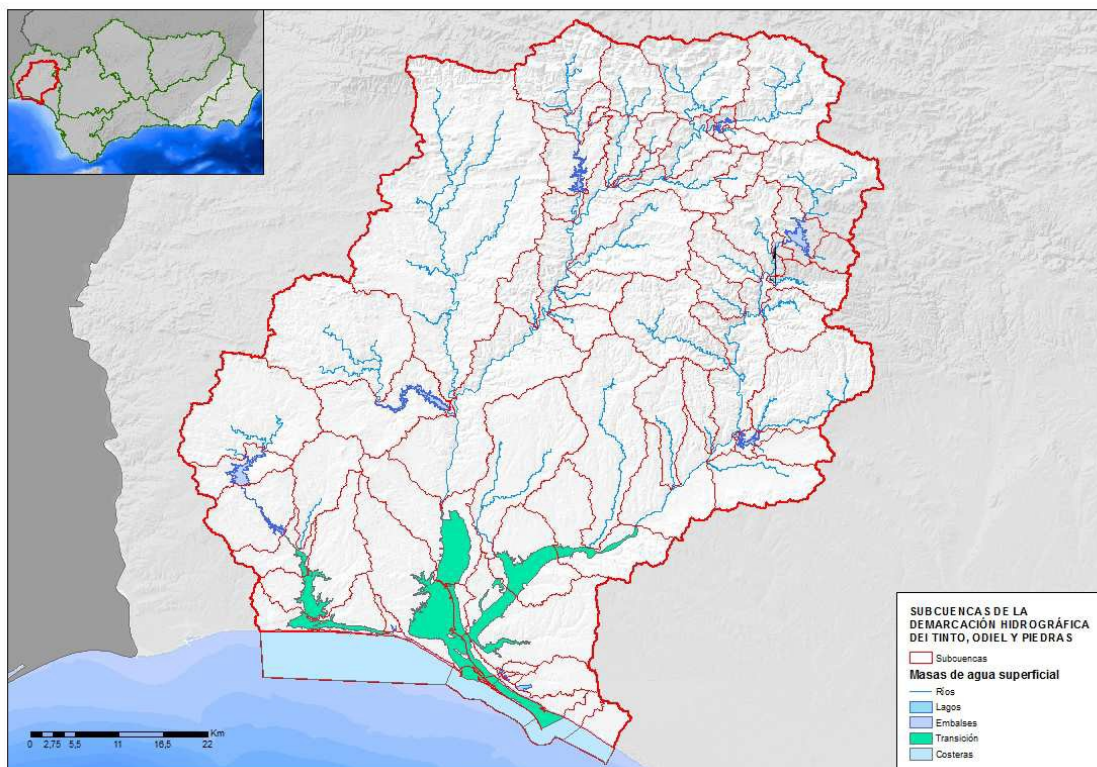 SUBCUENCAS DE LA
DEMARCACIÓN HIDROGRÁFICA
DEl TINTO, ODIEL Y PIEDRAS
Subcuencas
Masas de agua superficial
Ríos
Lagos
Embalses
Transición
Costeras
0 2,75 5,5 11 16,5 22
Km